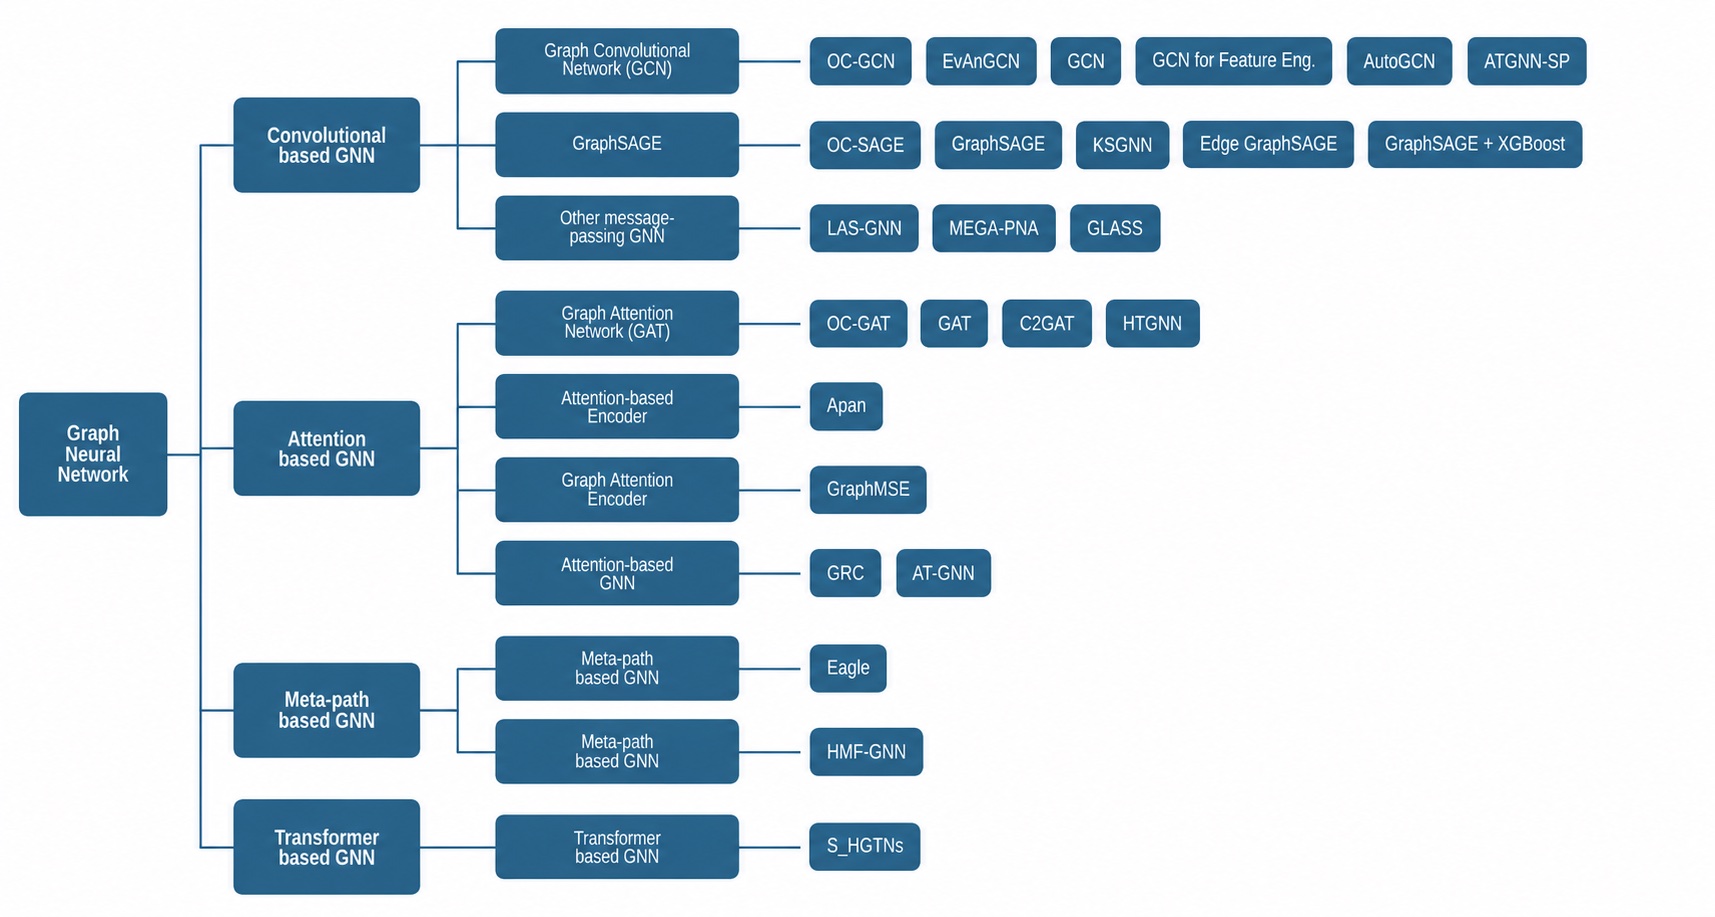 Graph
Neural
Network
Convolutional
based GNN
Graph Convolutional
Network (GCN)
OC-GCN
EvAnGCN
GCN
GCN for Feature Eng.
AutoGCN
ATGNN-SP
GraphSAGE
OC-SAGE
GraphSAGE
KSGNN
Edge GraphSAGE
GraphSAGE + XGBoost
Other message-
passing GNN
LAS-GNN
MEGA-PNA
GLASS
Attention
based GNN
Graph Attention
Network (GAT)
OC-GAT
GAT
C2GAT
HTGNN
Attention-based
Encoder
Apan
Graph Attention
Encoder
GraphMSE
Attention-based
GNN
GRC
AT-GNN
Meta-path
based GNN
Meta-path
based GNN
Eagle
Meta-path
based GNN
HMF-GNN
Transformer
based GNN
Transformer
based GNN
S_HGTNs